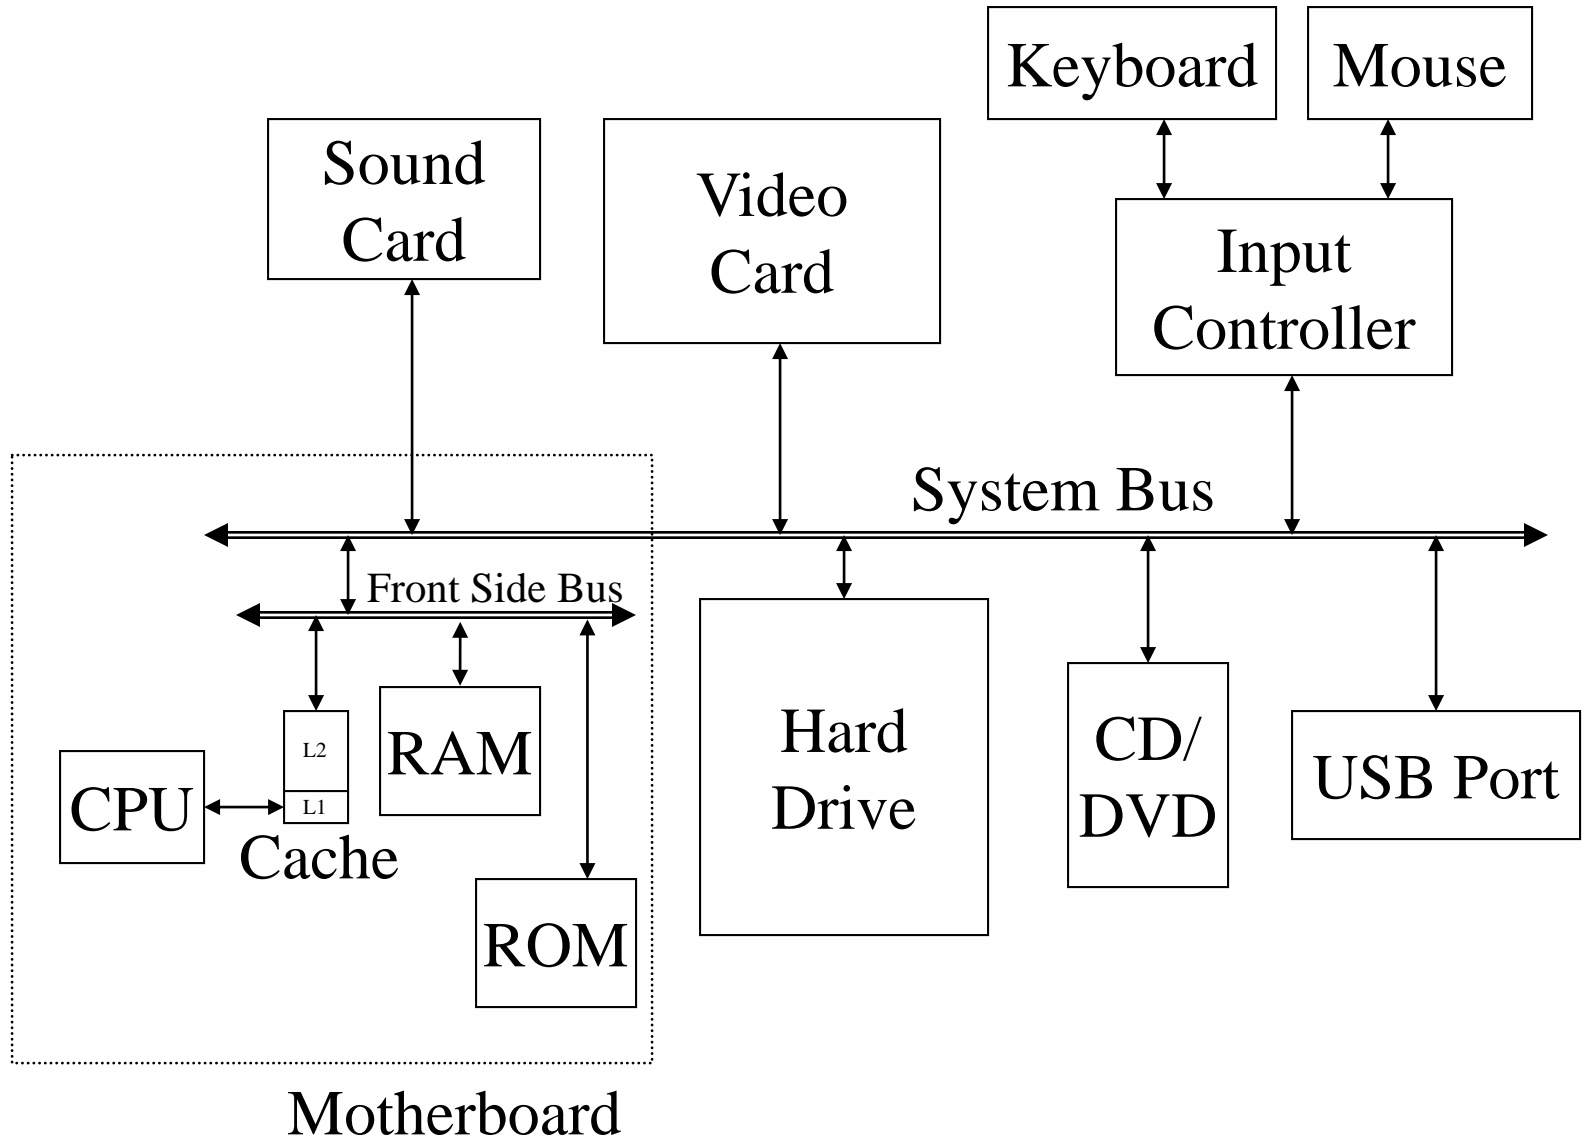 Keyboard
Mouse
Sound
Card
Video
Card
Input
Controller
System Bus
Front Side Bus
L2
L1
Cache
CPU
RAM
ROM
Hard
Drive
CD/
DVD
USB Port
Motherboard